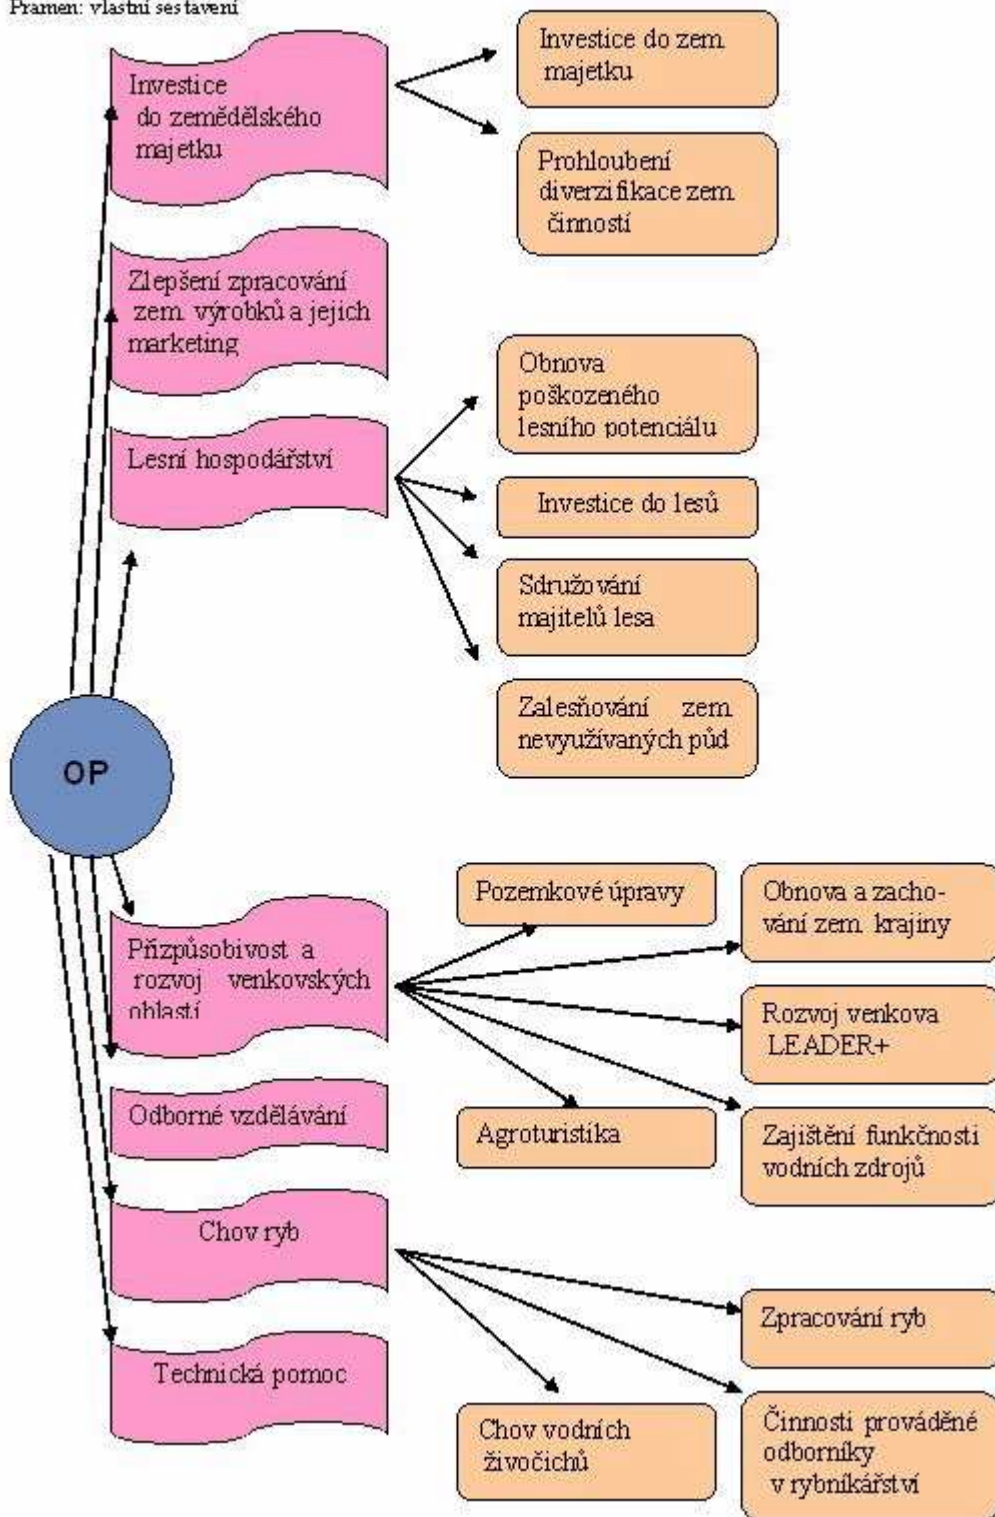 Pramen: vlastní sestavení
Investice
do zemědělského
majetku
Investice do zem.
majetku
Prohloubení
diverzifikace zem.
činností
Zlepšení zpracování
zem. výrobků a jejich
marketing
Lesní hospodářství
Obnova
poškozeného
lesního potenciálu
Investice do lesů
Sdružování
majitelů lesa
Zalesňování zem.
nevyužívaných půd
OP
Přizpůsobivost a
rozvoj venkovských
oblastí
Pozemkové úpravy
Obnova a zacho-
vání zem. krajiny
Rozvoj venkova
LEADER+
Agroturistika
Zajištění funkčnosti
vodních zdrojů
Odborné vzdělávání
Chov ryb
Zpracování ryb
Chov vodních
živočichů
Činnosti prováděné
odborníky
v rybníkářství
Technická pomoc